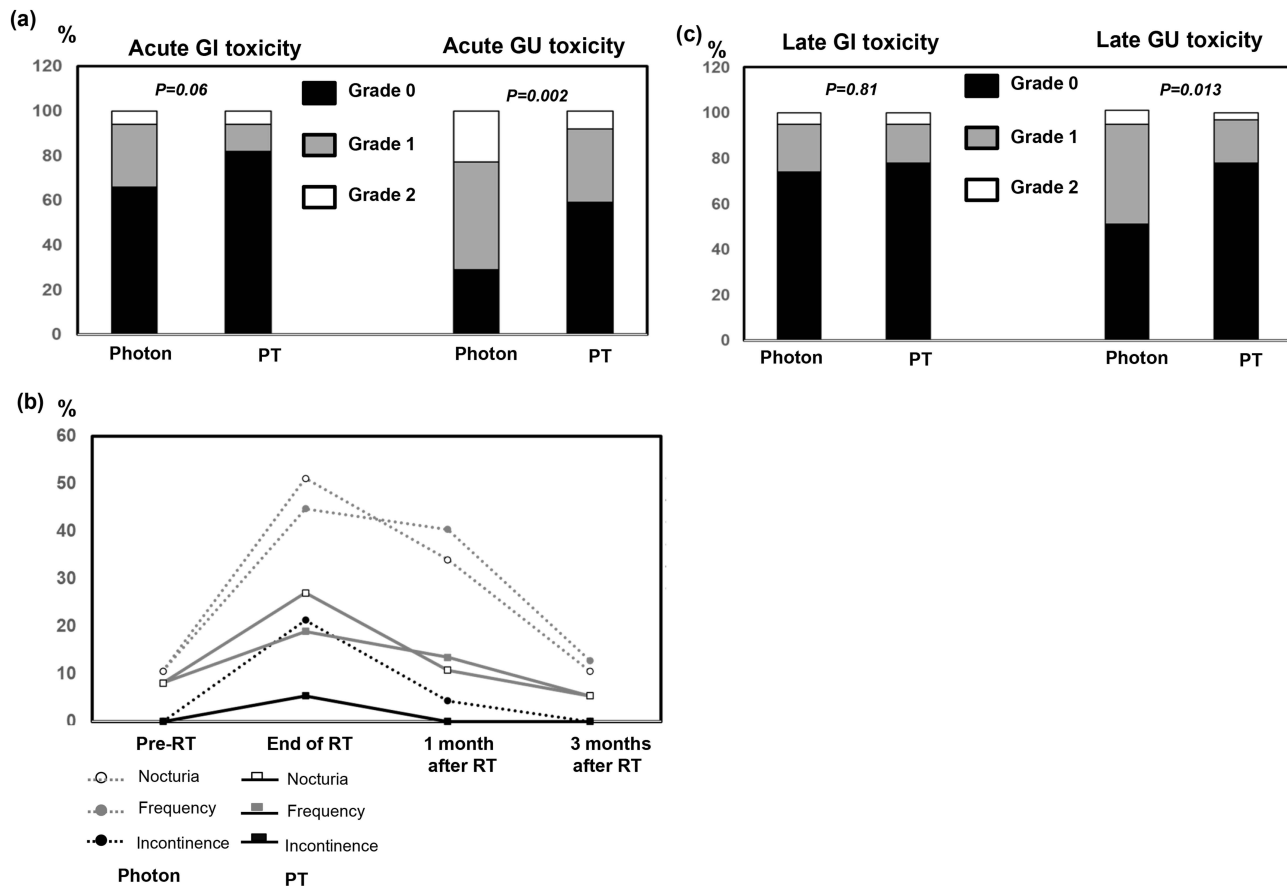 (a)
%
Acute GI toxicity
Acute GU toxicity
120
100
80
60
40
20
0
P=0.06
P=0.002
Grade 0
Grade 1
Grade 2
Photon
PT
Photon
PT
(c)
%
Late GI toxicity
Late GU toxicity
120
100
80
60
40
20
0
P=0.81
P=0.013
Grade 0
Grade 1
Grade 2
Photon
PT
Photon
PT
(b)
%
60
50
40
30
20
10
0
Pre-RT
End of RT
1 month
after RT
3 months
after RT
Nocturia
Nocturia
Frequency
Frequency
Incontinence
Incontinence
Photon
PT